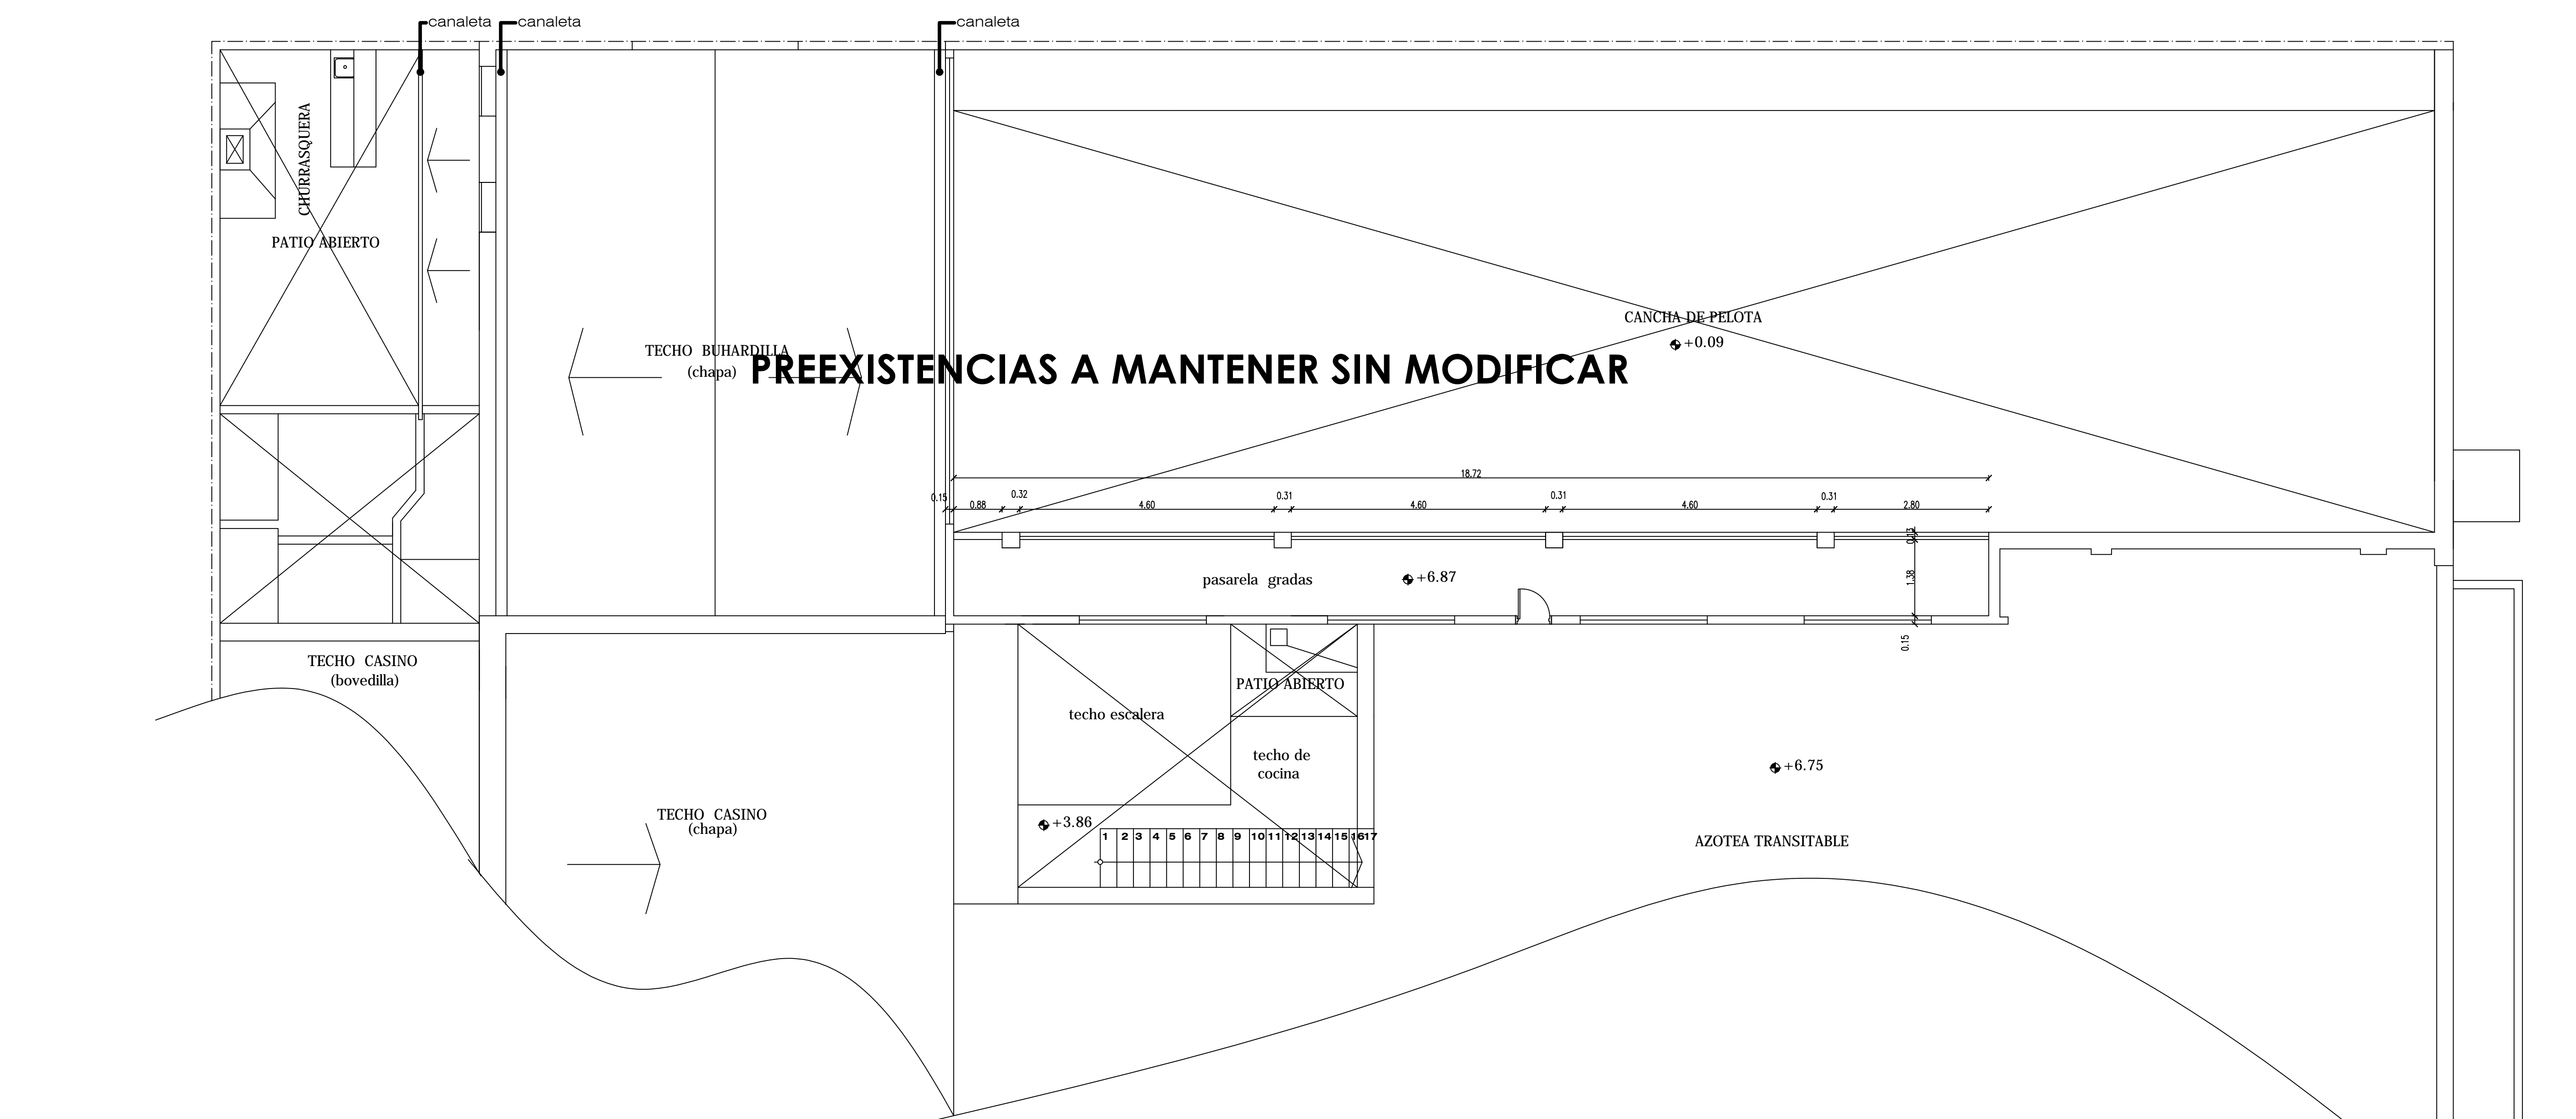 canaleta
canaleta
canaleta
CHURRASQUERA
PATIO ABIERTO
TECHO BUHARDILLA
(chapa)
PREEXISTENCIAS A MANTENER SIN MODIFICAR
CANCHA DE PELOTA
+0.09
18.72
0.15
0.88
0.32
4.60
0.31
4.60
0.31
4.60
0.31
2.80
0.13
1.38
0.15
pasarela gradas
+6.87
TECHO CASINO
(bovedilla)
PATIO ABIERTO
techo escalera
techo de
cocina
+6.75
+3.86
TECHO CASINO
(chapa)
1 2 3 4 5 6 7 8 9 10 11 12 13 14 15 16 17
AZOTEA TRANSITABLE